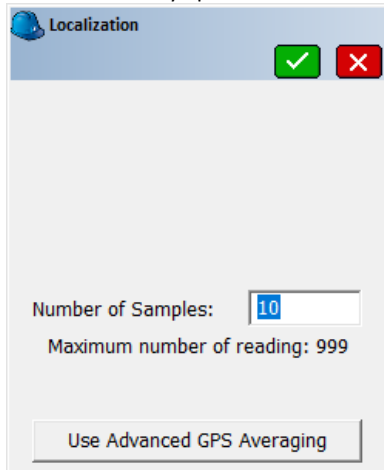 Localization
Number of Samples: 10
Maximum number of reading: 999
Use Advanced GPS Averaging